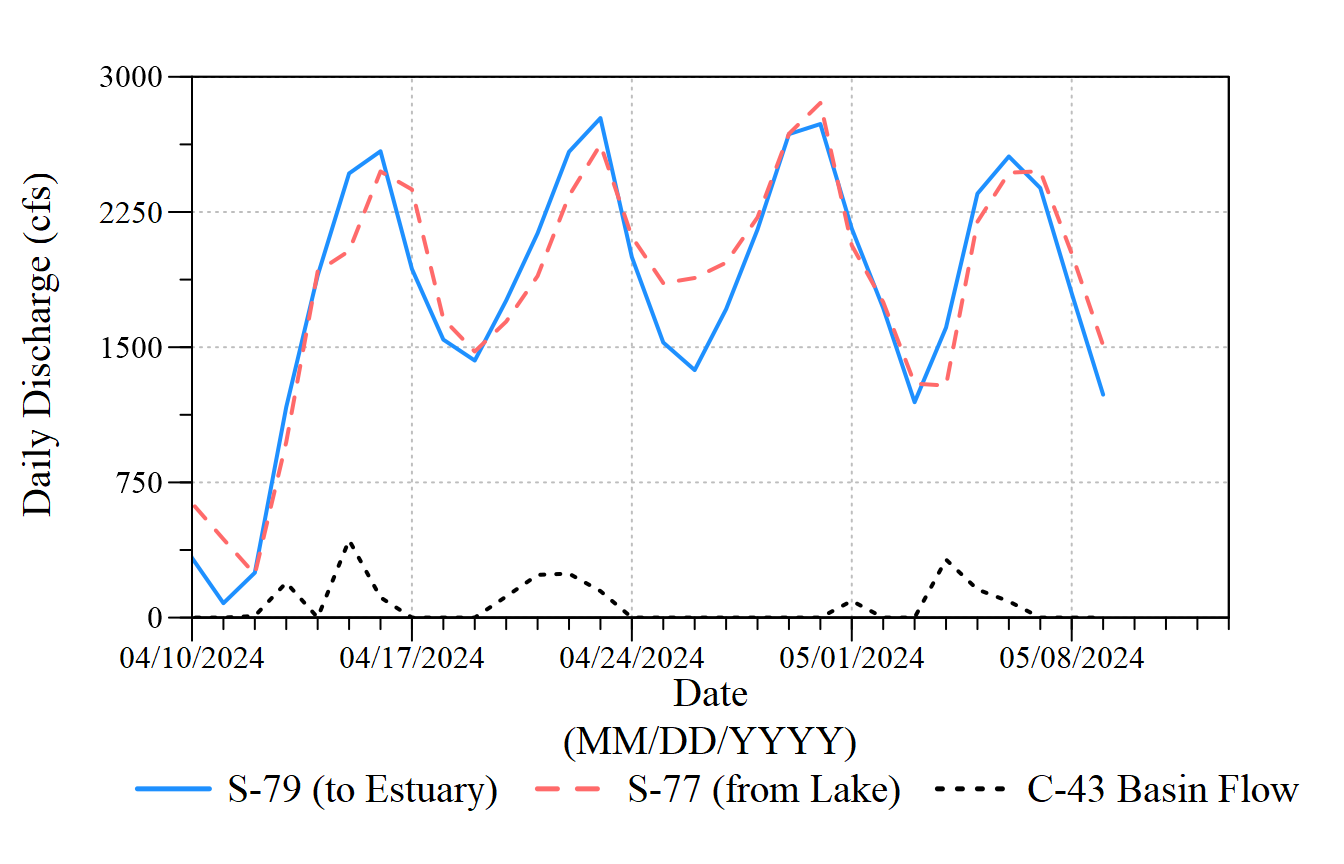 3000
2250
1500
750
0
Daily Discharge (cfs)
04/10/2024 04/17/2024 04/24/2024 05/01/2024 05/08/2024
Date
(MM/DD/YYYY)
S-79 (to Estuary) S-77 (from Lake) C-43 Basin Flow